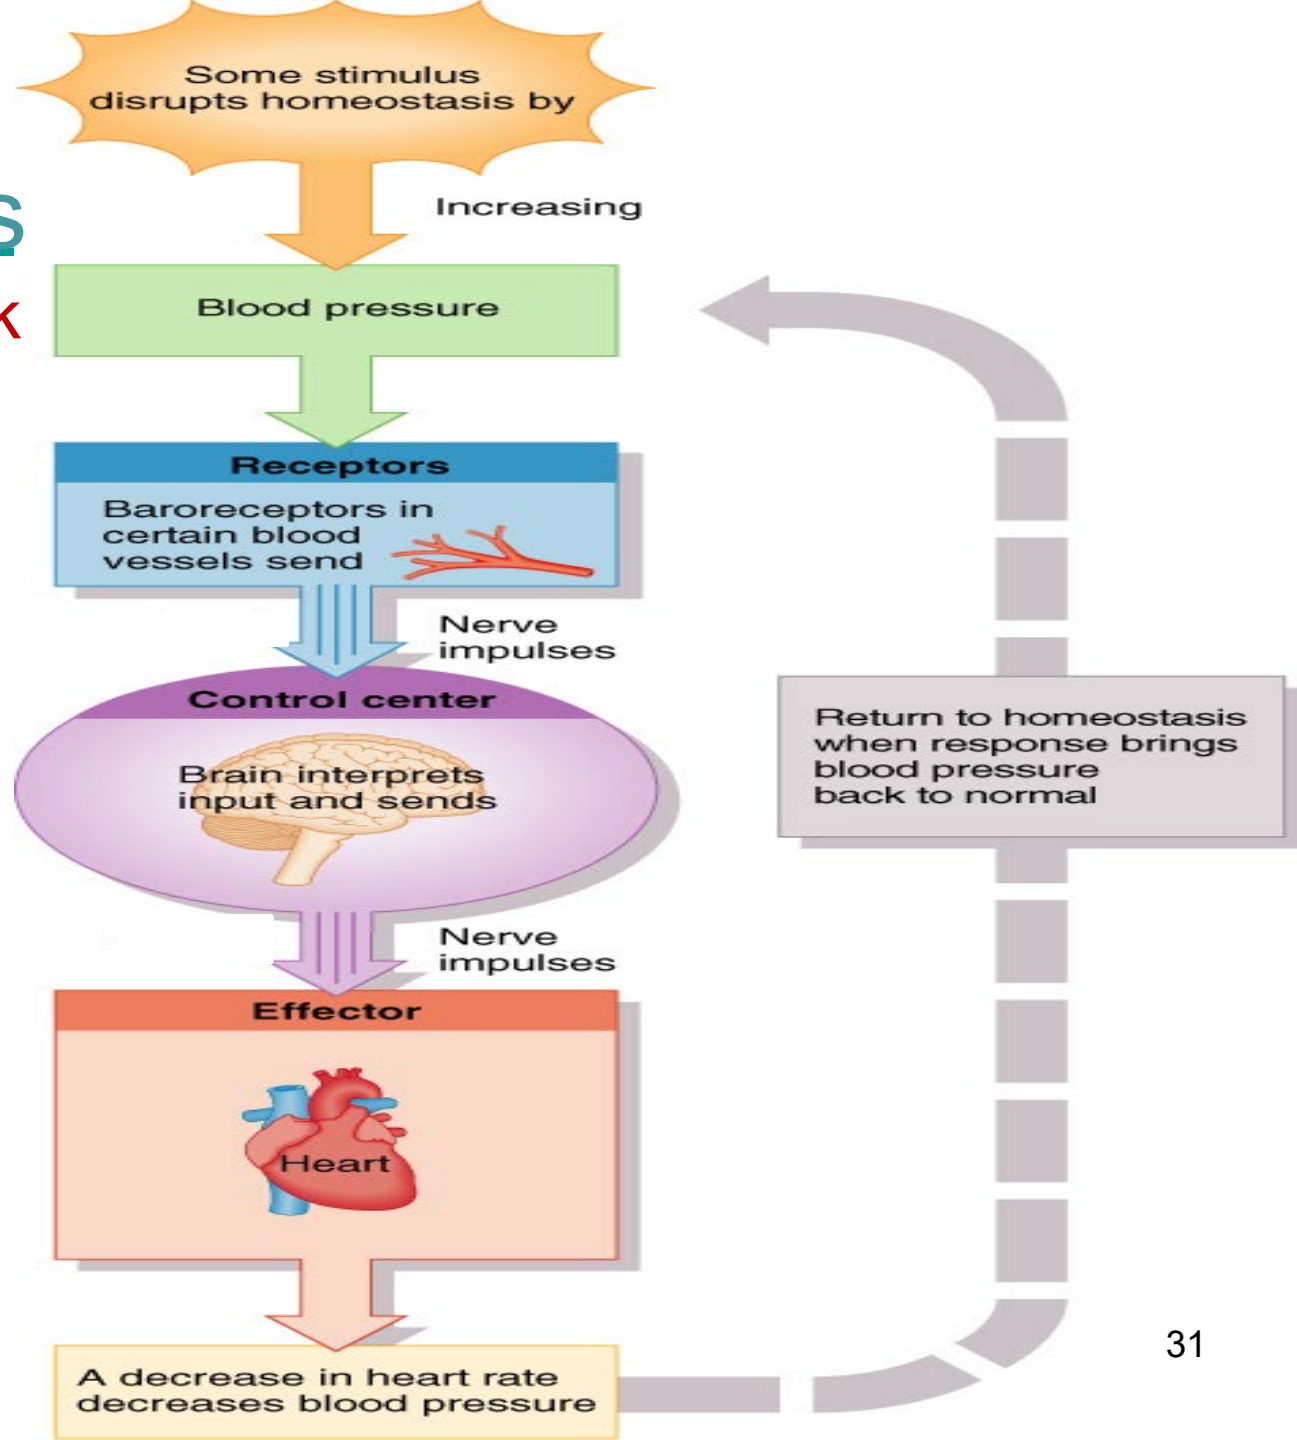 Some stimulus
disrupts homeostasis by
Increasing
s
k
Blood pressure
Receptors
Baroreceptors in
certain blood
vessels send
Nerve
impulses
Control center
Brain interprets
input and sends
Return to homeostasis
when response brings
blood pressure
back to normal
Nerve
impulses
Effector
Heart
31
A decrease in heart rate
decreases blood pressure